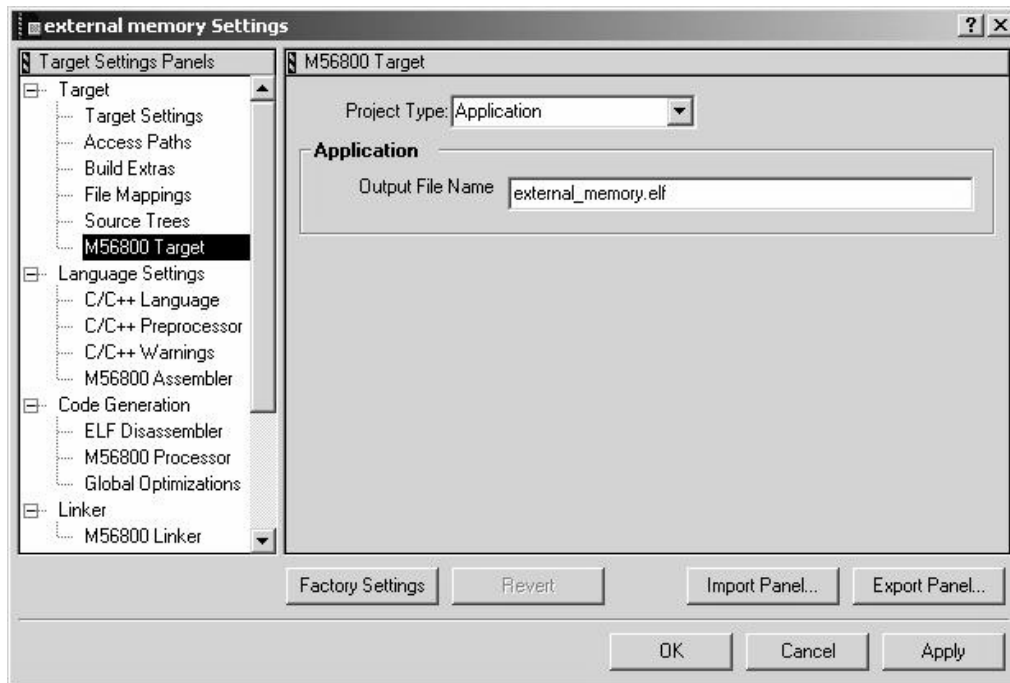 external memory Settings
Target Settings Panels
Target
Target Settings
Access Paths
Build Extras
File Mappings
Source Trees
M56800 Target
Language Settings
C/C++ Language
C/C++ Preprocessor
C/C++ Warnings
M56800 Assembler
Code Generation
ELF Disassembler
M56800 Processor
Global Optimizations
Linker
M56800 Linker
M56800 Target
Project Type: Application
Application
Output File Name external_memory.elf
Factory Settings Revert Import Panel... Export Panel...
OK Cancel Apply